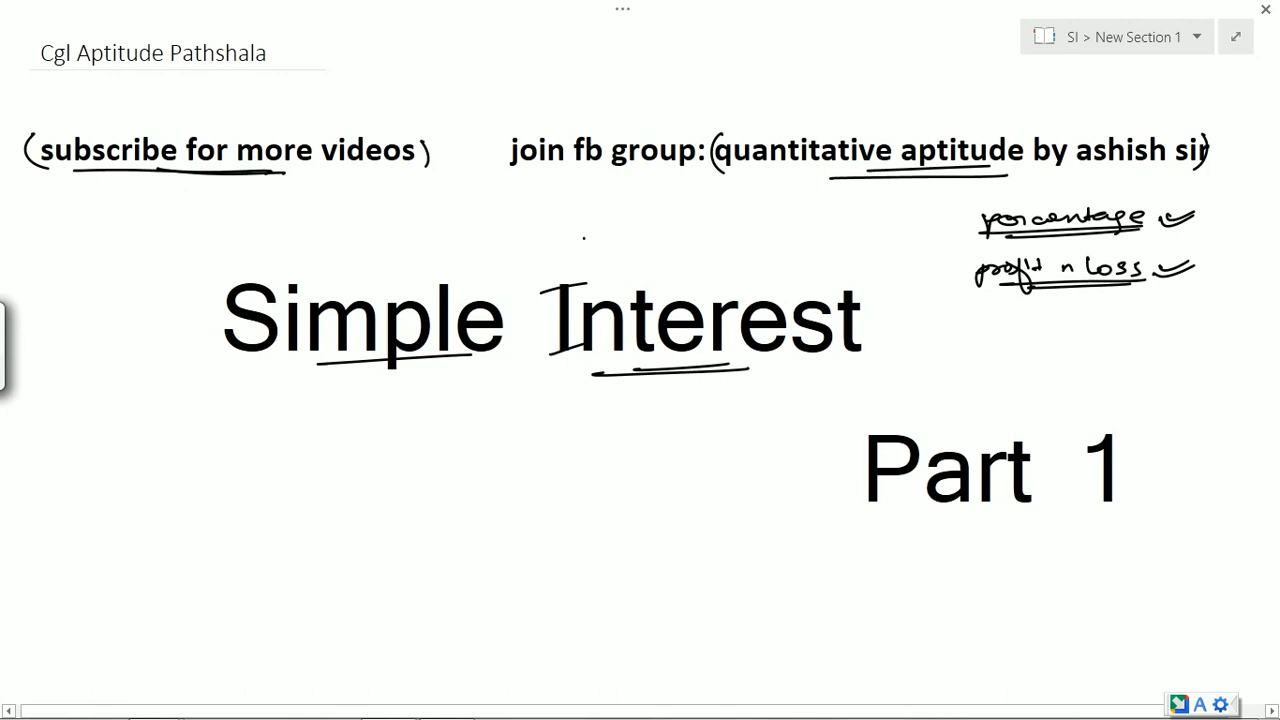 SI > New Section 1
Cgl Aptitude Pathshala
(subscribe for more videos) join fb group: (quantitative aptitude by ashish sir)
percentage
profit n loss
Simple Interest
Part 1
A